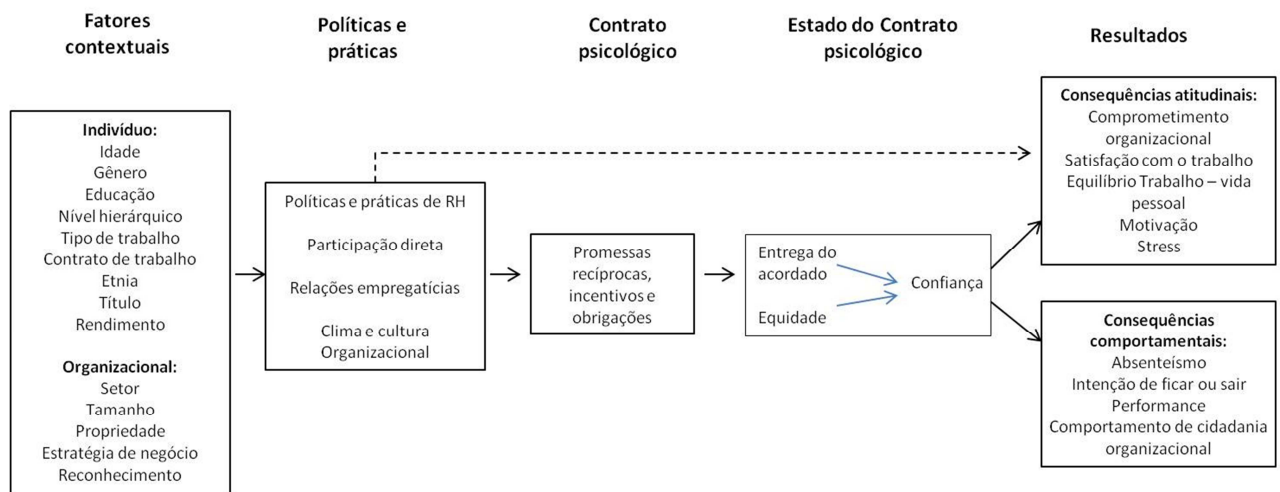 Fatores
contextuais
Políticas e
práticas
Contrato
psicológico
Estado do Contrato
psicológico
Resultados
Indivíduo:
Idade
Gênero
Educação
Nível hierárquico
Tipo de trabalho
Contrato de trabalho
Etnia
Título
Rendimento
Organizacional:
Setor
Tamanho
Propriedade
Estratégia de negócio
Reconhecimento
Políticas e práticas de RH
Participação direta
Relações empregatícias
Clima e cultura
Organizacional
Promessas
recíprocas,
incentivos e
obrigações
Entrega do
acordado
Equidade
Confiança
Consequências atitudinais:
Comprometimento
organizacional
Satisfação com o trabalho
Equilíbrio Trabalho – vida
pessoal
Motivação
Stress
Consequências
comportamentais:
Absenteísmo
Intenção de ficar ou sair
Performance
Comportamento de cidadania
organizacional